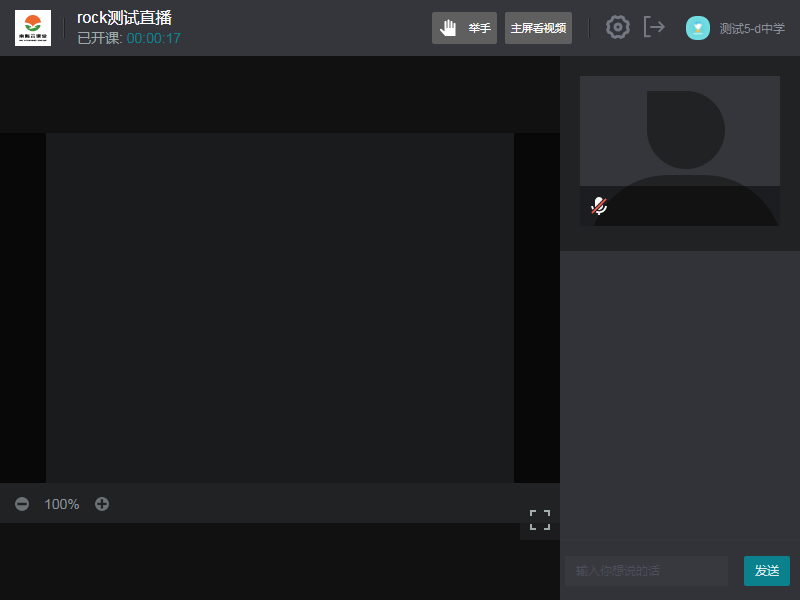 rock测试直播
已开课: 00:00:17
举手
主屏看视频
测试5-d中学
100%
输入你想说的话
发送